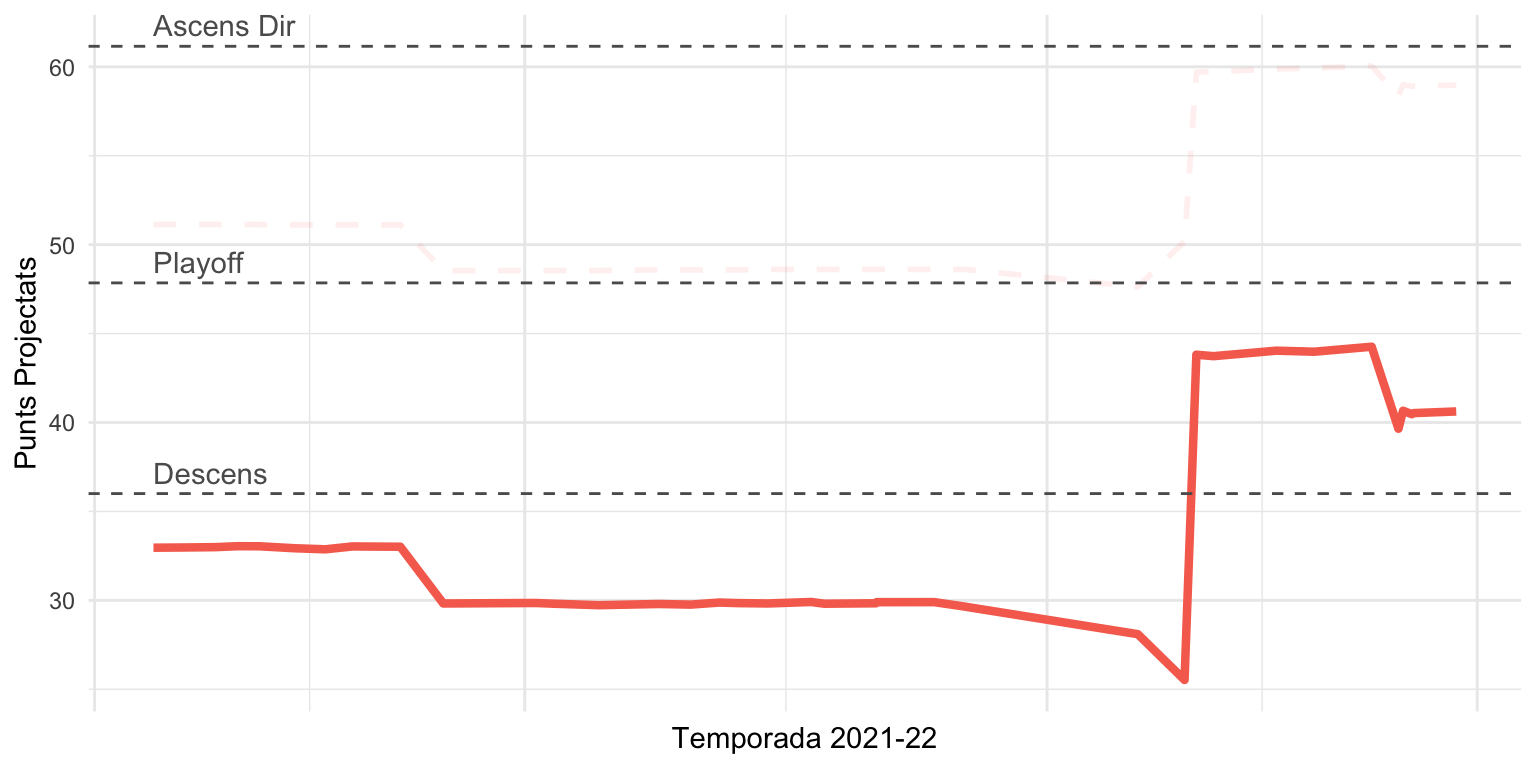 Ascens Dir
60
50
Playoff
40
Descens
30
Punts Projectats
Temporada 2021-22